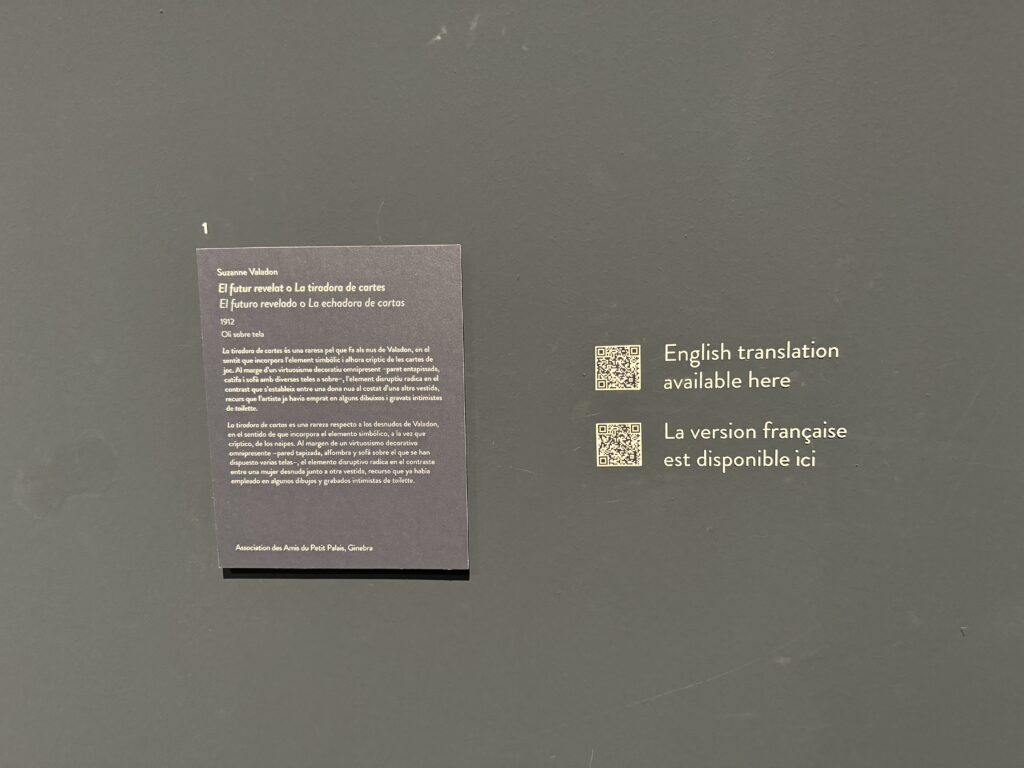 1
Suzanne Valadon
El futur revelat o La tiradora de cartes
El futuro revelado o La echadora de cartas
1912
Oli sobre tela
La tiradora de cartes és una raresa pel que fa als nus de Valadon, en el
sentit que incorpora l'element simbòlic i alhora críptic de les cartes de
joc. Al marge d'un virtuosisme decoratiu omnipresent –paret entapissada,
catifa i sofà amb diverses teles a sobre–, l'element disruptiu radica en el
contrast que s'estableix entre una dona nua al costat d'una altra vestida,
recurs que l'artista ja havia emprat en alguns dibuixos i gravats intimistes
de toilette.
La tiradora de cartas es una rareza respecto a los desnudos de Valadon,
en el sentido de que incorpora el elemento simbólico, a la vez que
críptico, de los naipes. Al margen de un virtuosismo decorativo
omnipresente –pared tapizada, alfombra y sofá sobre el que se han
dispuesto varias telas–, el elemento disruptivo radica en el contraste
entre una mujer desnuda junto a otra vestida, recurso que ya había
empleado en algunos dibujos y grabados intimistas de toilette.
Association des Amis du Petit Palais, Ginebra
English translation
available here
La version française
est disponible ici